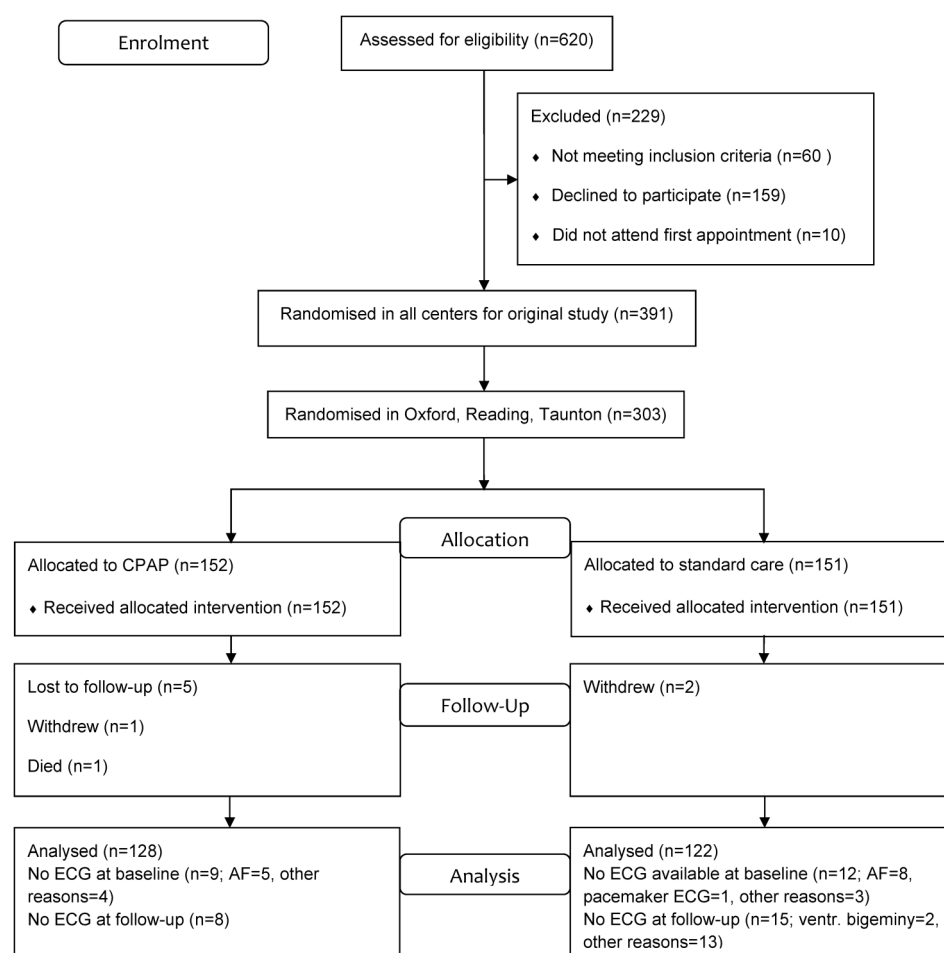 Enrolment
Assessed for eligibility (n=620)
Excluded (n=229)
♦ Not meeting inclusion criteria (n=60 )
♦ Declined to participate (n=159)
♦ Did not attend first appointment (n=10)
Randomised in all centers for original study (n=391)
Randomised in Oxford, Reading, Taunton (n=303)
Allocation
Allocated to CPAP (n=152)
♦ Received allocated intervention (n=152)
Allocated to standard care (n=151)
♦ Received allocated intervention (n=151)
Follow-Up
Lost to follow-up (n=5)
Withdrew (n=1)
Died (n=1)
Withdrew (n=2)
Analysis
Analysed (n=128)
No ECG at baseline (n=9; AF=5, other
reasons=4)
No ECG at follow-up (n=8)
Analysed (n=122)
No ECG available at baseline (n=12; AF=8,
pacemaker ECG=1, other reasons=3)
No ECG at follow-up (n=15; ventr. bigeminy=2,
other reasons=13)